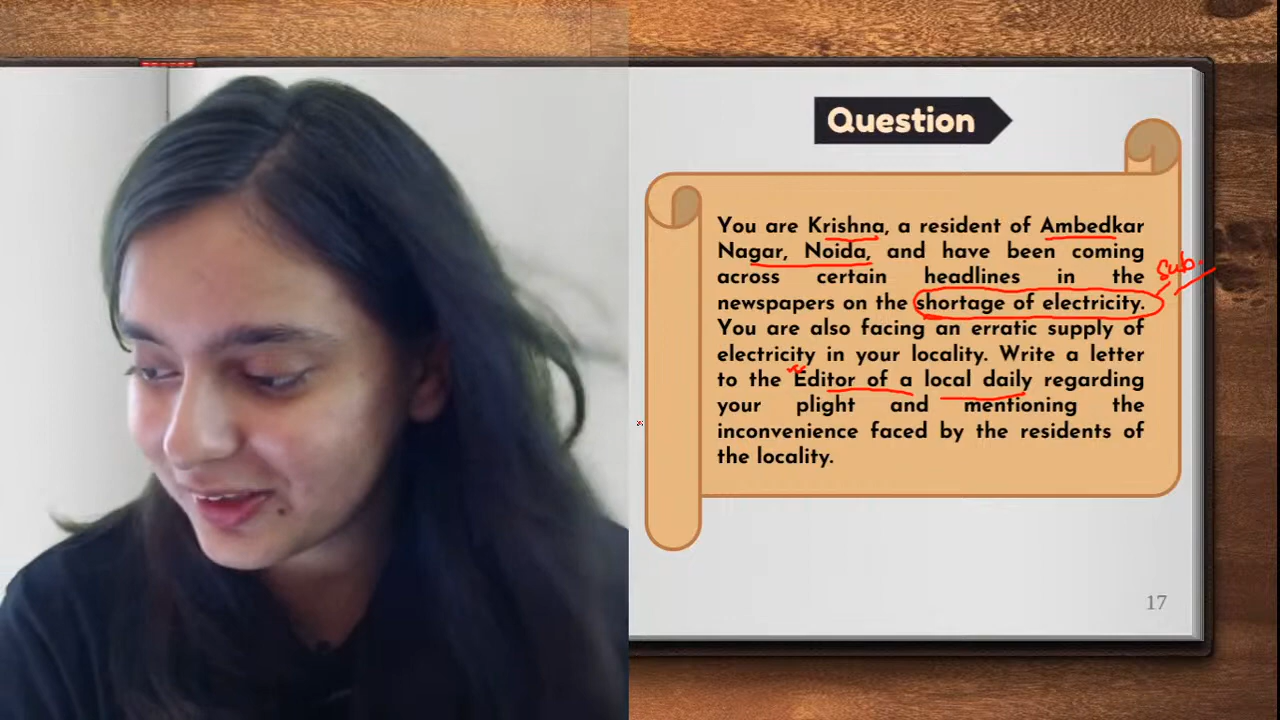 Question
You are Krishna, a resident of Ambedkar
Nagar, Noida, and have been coming
across certain headlines in the
newspapers on the shortage of electricity.
Sub.
You are also facing an erratic supply of
electricity in your locality. Write a letter
to the Editor of a local daily regarding
your plight and mentioning the
inconvenience faced by the residents of
the locality.
17